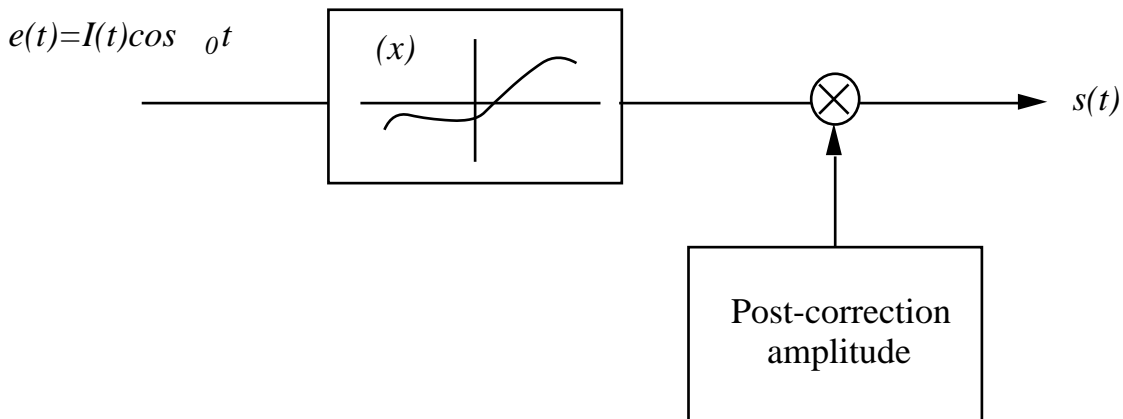 e(t)=I(t)cos 0t
(x)
s(t)
Post-correction
amplitude